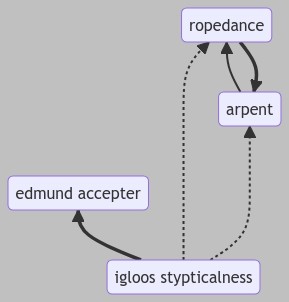 ropedance
arpent
edmund accepter
igloos stypticalness